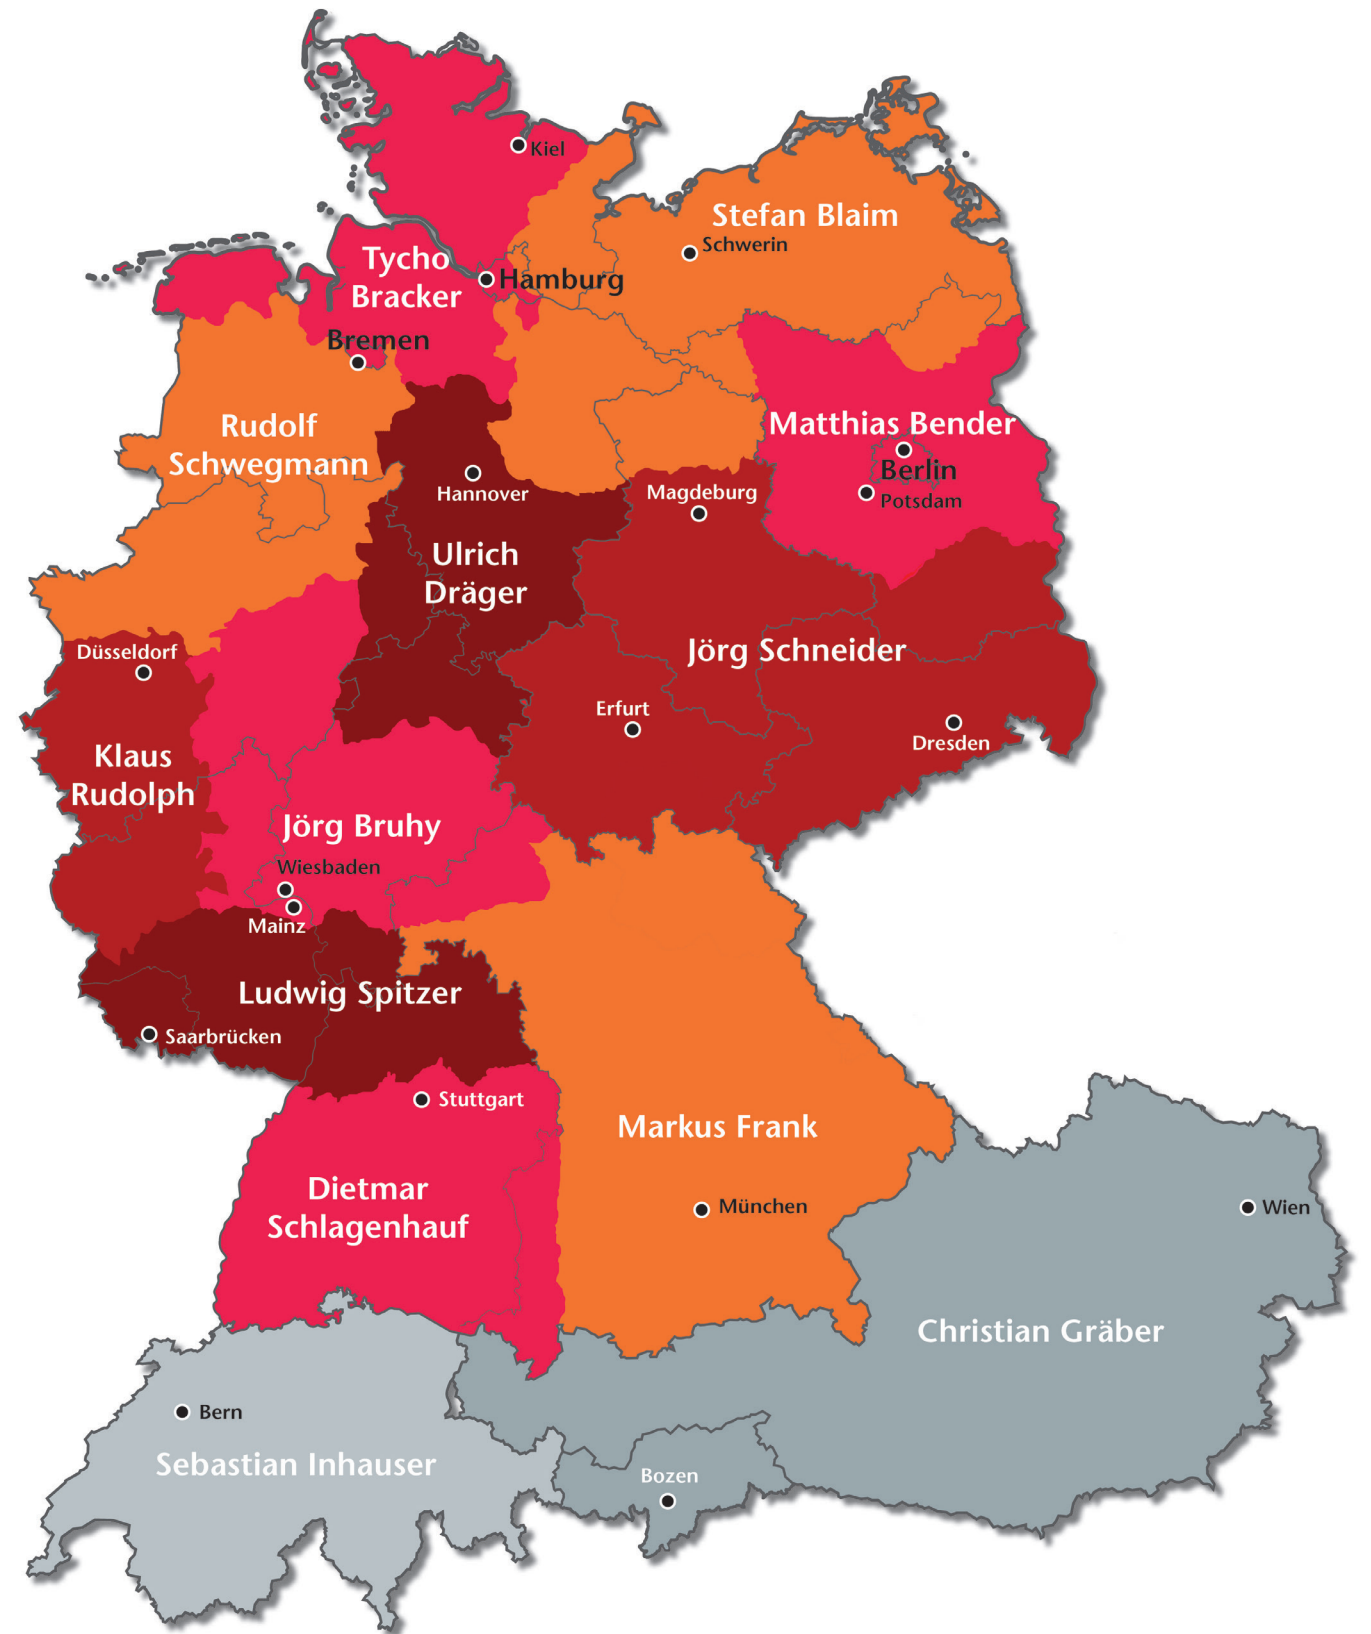 Kiel
Stefan Blaim
Schwerin
Tycho
Bracker
Hamburg
Bremen
Rudolf
Schwegmann
Matthias Bender
Berlin
Potsdam
Hannover
Magdeburg
Ulrich
Dräger
Düsseldorf
Jörg Schneider
Erfurt
Dresden
Klaus
Rudolph
Jörg Bruhy
Wiesbaden
Mainz
Ludwig Spitzer
Saarbrücken
Stuttgart
Markus Frank
Dietmar
Schlagenhauf
München
Wien
Christian Gräber
Bern
Sebastian Inhauser
Bozen